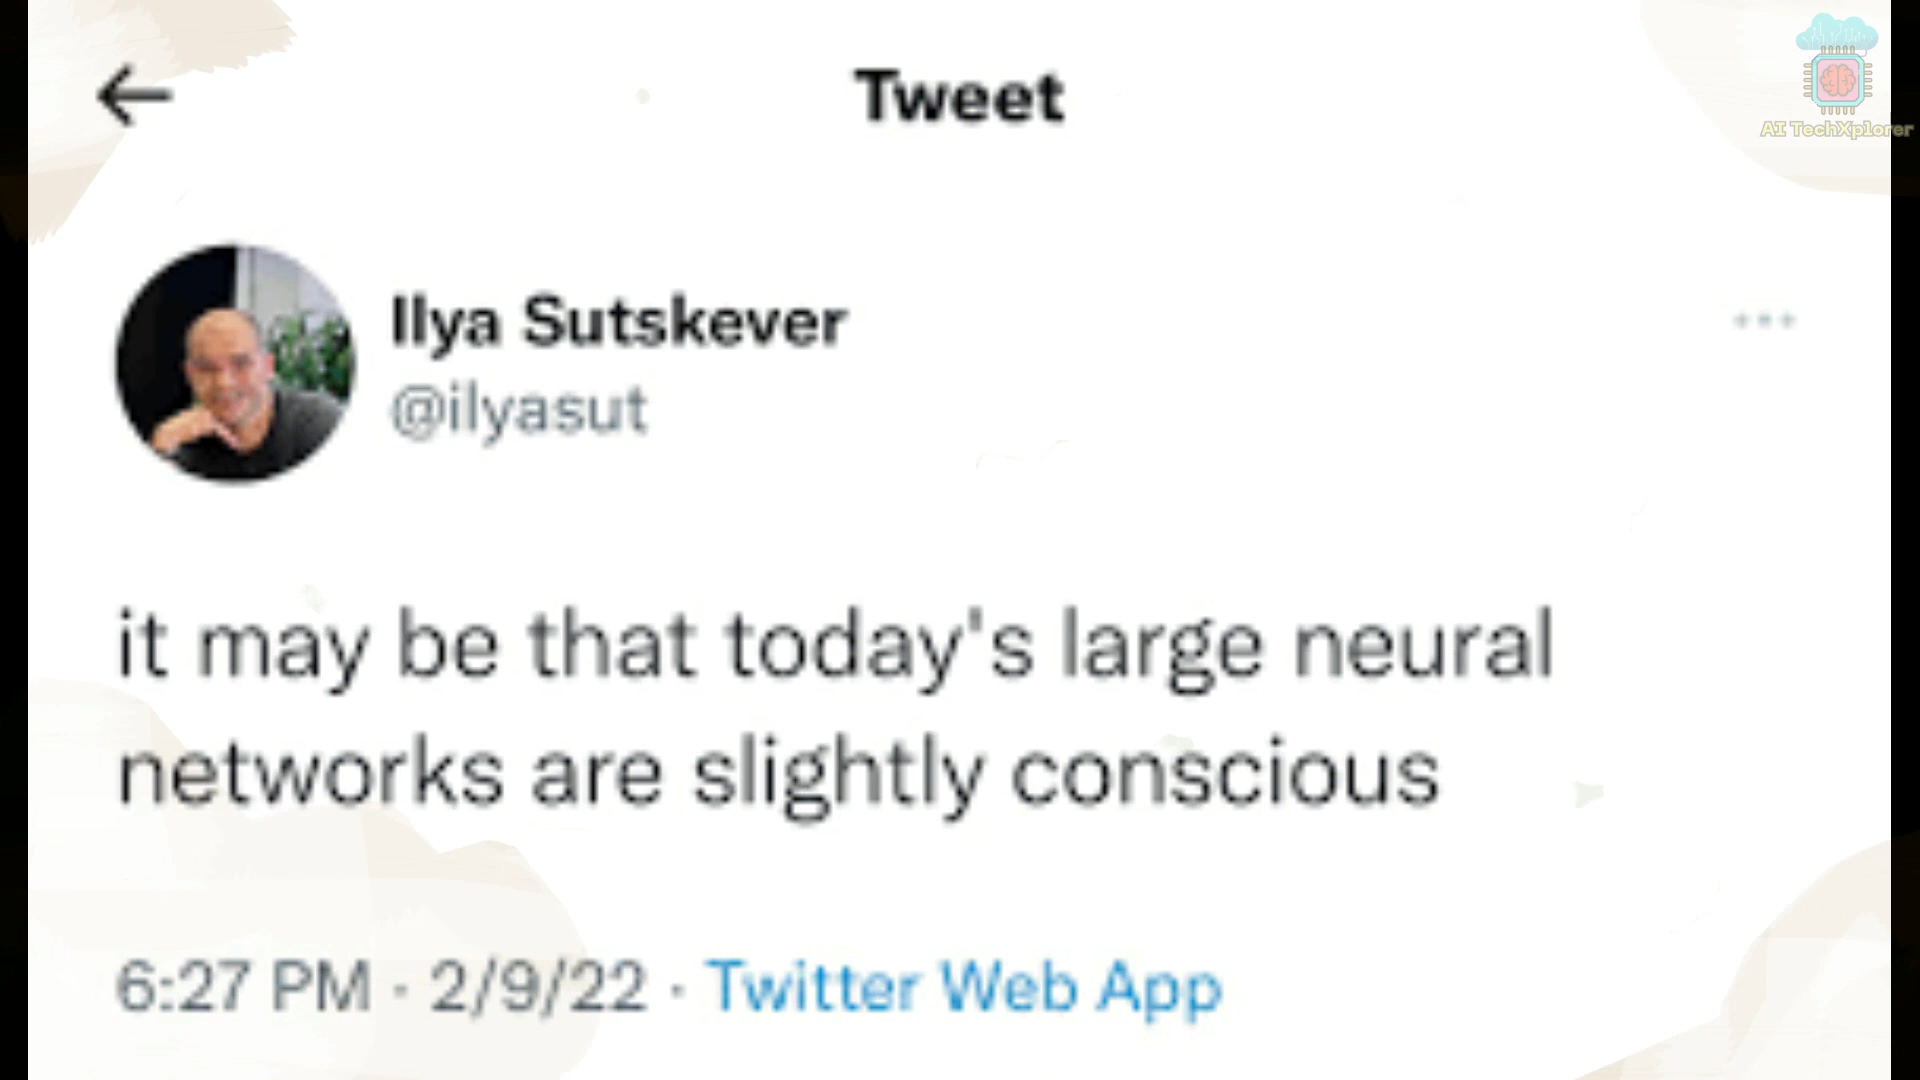 Tweet
AI TechXplorer
Ilya Sutskever
@ilyasut
it may be that today's large neural
networks are slightly conscious
6:27 PM · 2/9/22 · Twitter Web App